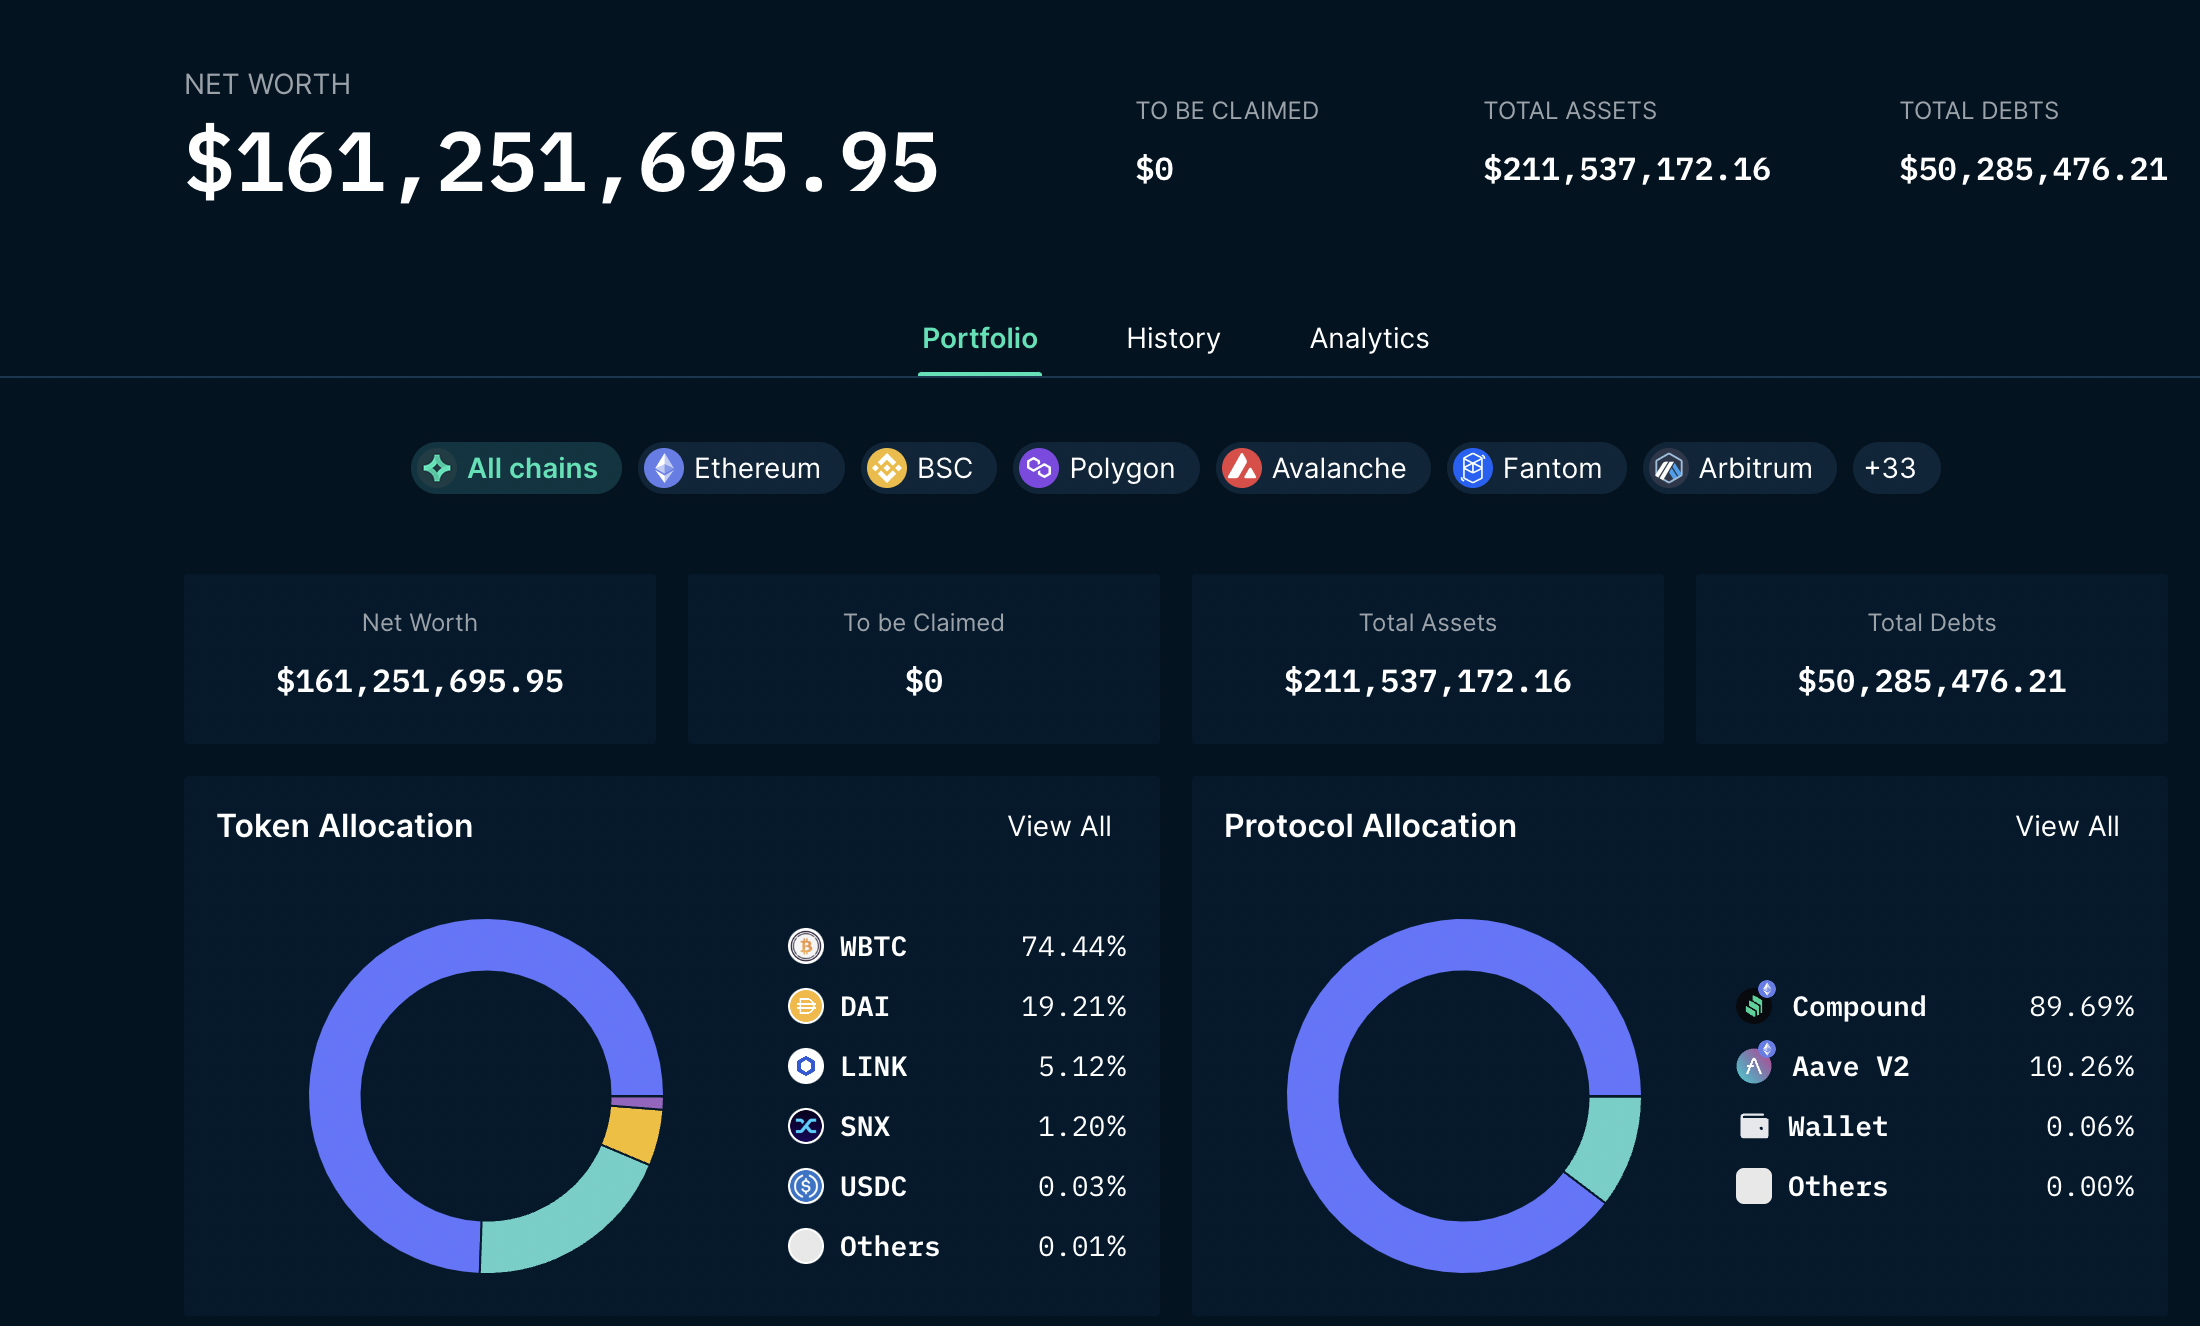 NET WORTH
$161,251,695.95
TO BE CLAIMED
$0
TOTAL ASSETS
$211,537,172.16
TOTAL DEBTS
$50,285,476.21
Portfolio History Analytics
All chains Ethereum BSC Polygon Avalanche Fantom Arbitrum +33
Net Worth
$161,251,695.95
To be Claimed
$0
Total Assets
$211,537,172.16
Total Debts
$50,285,476.21
Token Allocation View All
WBTC 74.44%
DAI 19.21%
LINK 5.12%
SNX 1.20%
USDC 0.03%
Others 0.01%
Protocol Allocation View All
Compound 89.69%
Aave V2 10.26%
Wallet 0.06%
Others 0.00%